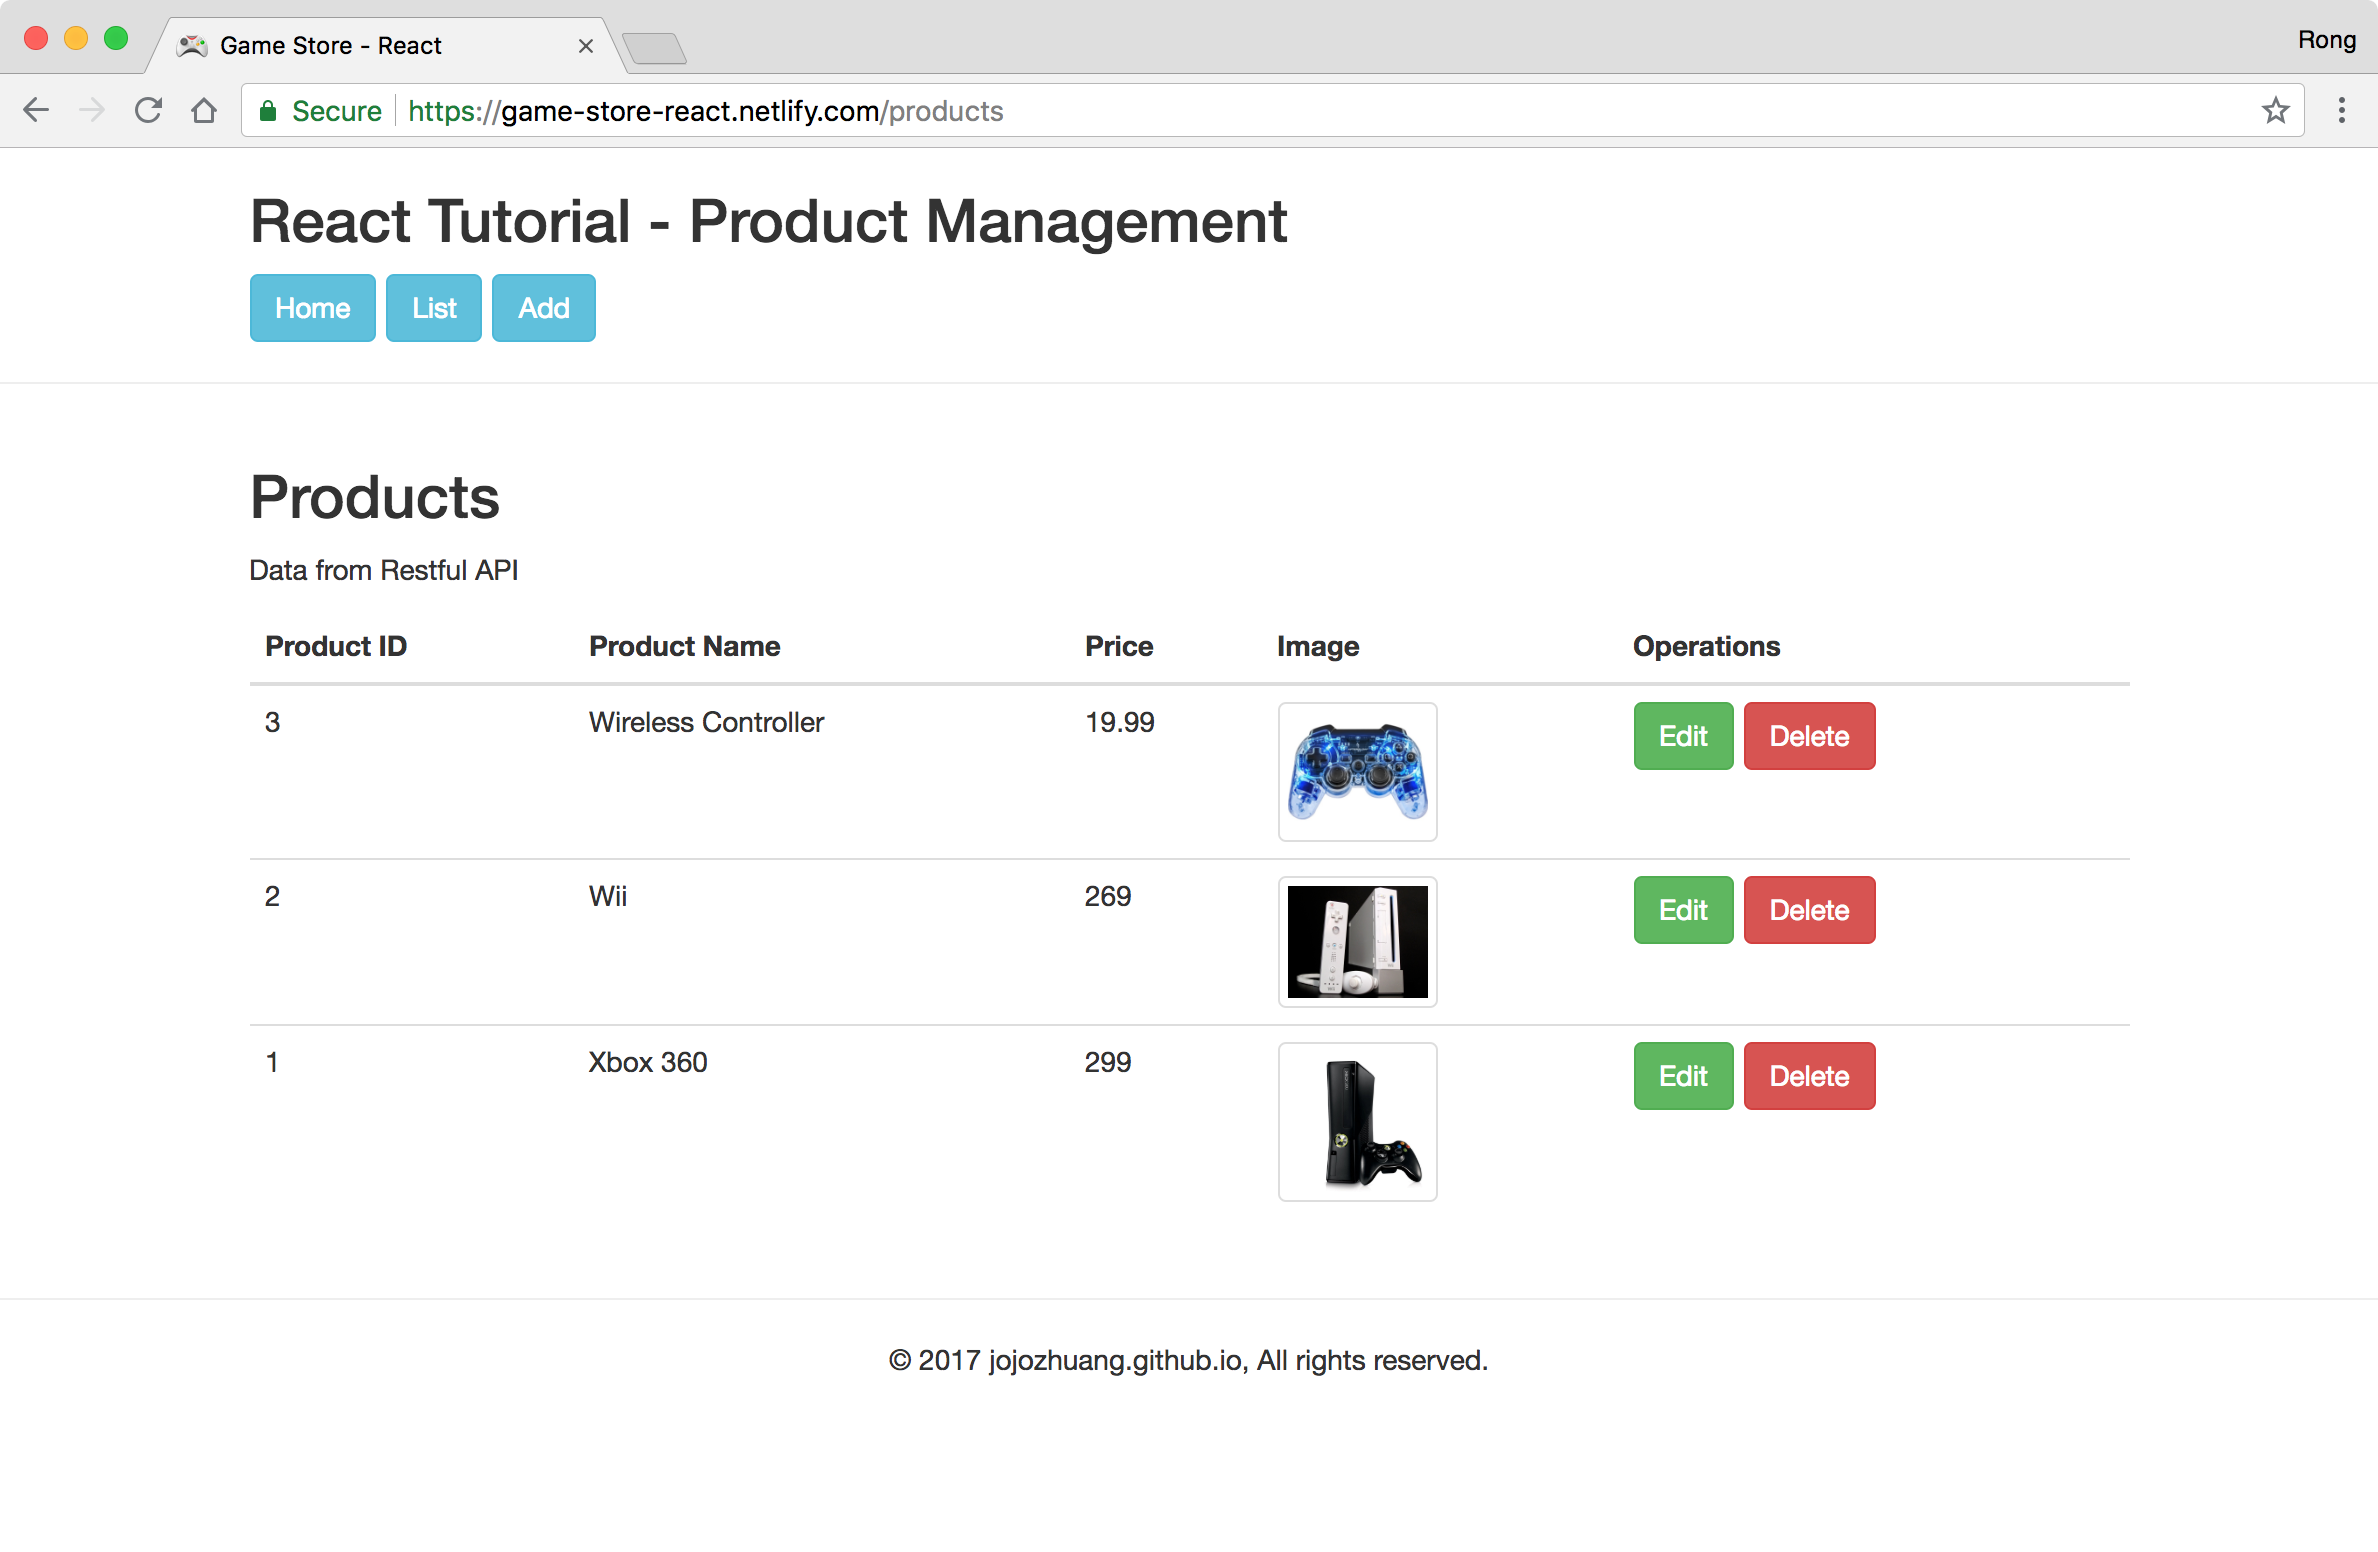 Game Store - React
Rong
Secure https://game-store-react.netlify.com/products
React Tutorial - Product Management
Home List Add
Products
Data from Restful API
Product ID Product Name Price Image Operations
3 Wireless Controller 19.99 Edit Delete
2 Wii 269 Edit Delete
1 Xbox 360 299 Edit Delete
© 2017 jojozhuang.github.io, All rights reserved.